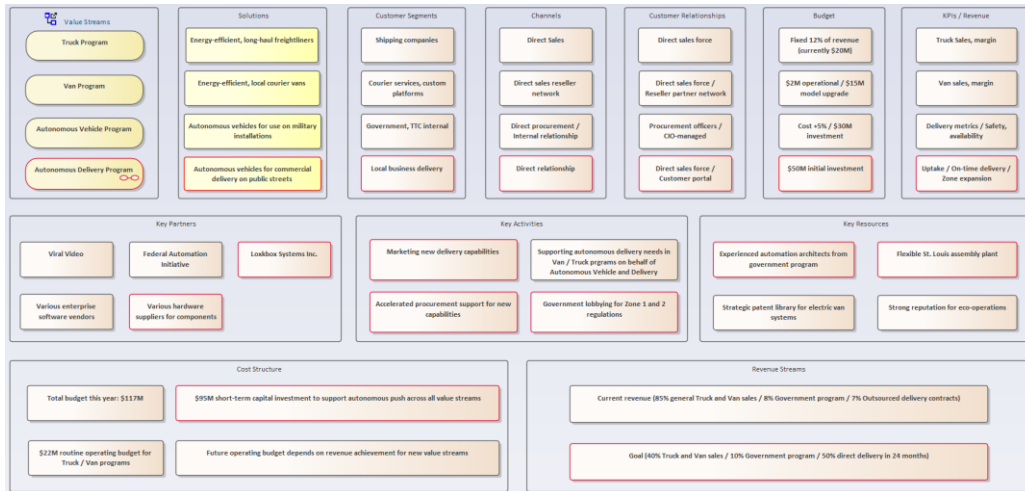 Value Streams
Truck Program
Van Program
Autonomous Vehicle Program
Autonomous Delivery Program
Solutions
Energy-efficient, long-haul freightliners
Energy-efficient, local courier vans
Autonomous vehicles for use on military
installations
Autonomous vehicles for commercial
delivery on public streets
Customer Segments
Shipping companies
Courier services, custom
platforms
Government, TTC internal
Local business delivery
Channels
Direct Sales
Direct sales reseller
network
Direct procurement /
Internal relationship
Direct relationship
Customer Relationships
Direct sales force
Direct sales force /
Reseller partner network
Procurement officers /
CIO-managed
Direct sales force /
Customer portal
Budget
Fixed 12% of revenue
(currently $20M)
$2M operational / $15M
model upgrade
Cost +5% / $30M
investment
$50M initial investment
KPIs / Revenue
Truck Sales, margin
Van sales, margin
Delivery metrics / Safety,
availability
Uptake / On-time delivery /
Zone expansion
Key Partners
Viral Video
Federal Automation
Initiative
Loxkbox Systems Inc.
Various enterprise
software vendors
Various hardware
suppliers for components
Key Activities
Marketing new delivery capabilities
Supporting autonomous delivery needs in
Van / Truck prgrams on behalf of
Autonomous Vehicle and Delivery
Accelerated procurement support for new
capabilities
Government lobbying for Zone 1 and 2
regulations
Key Resources
Experienced automation architects from
government program
Flexible St. Louis assembly plant
Strategic patent library for electric van
systems
Strong reputation for eco-operations
Cost Structure
Total budget this year: $117M
$95M short-term capital investment to support autonomous push across all value streams
$22M routine operating budget for
Truck / Van programs
Future operating budget depends on revenue achievement for new value streams
Revenue Streams
Current revenue (85% general Truck and Van sales / 8% Government program / 7% Outsourced delivery contracts)
Goal (40% Truck and Van sales / 10% Government program / 50% direct delivery in 24 months)